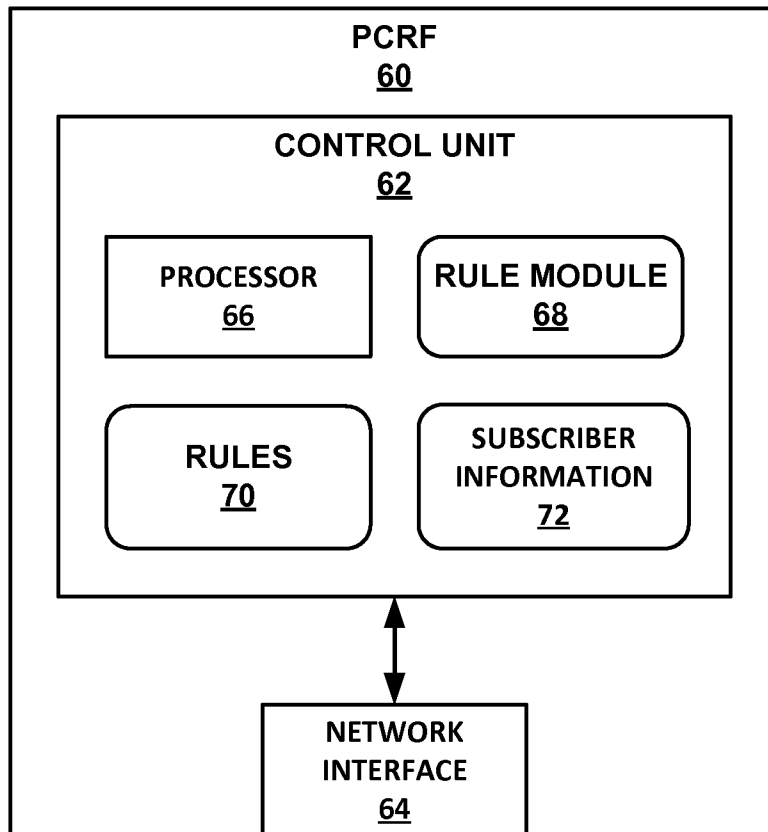 PCRF
60
CONTROL UNIT
62
PROCESSOR
66
RULE MODULE
68
RULES
70
SUBSCRIBER
INFORMATION
72
NETWORK
INTERFACE
64